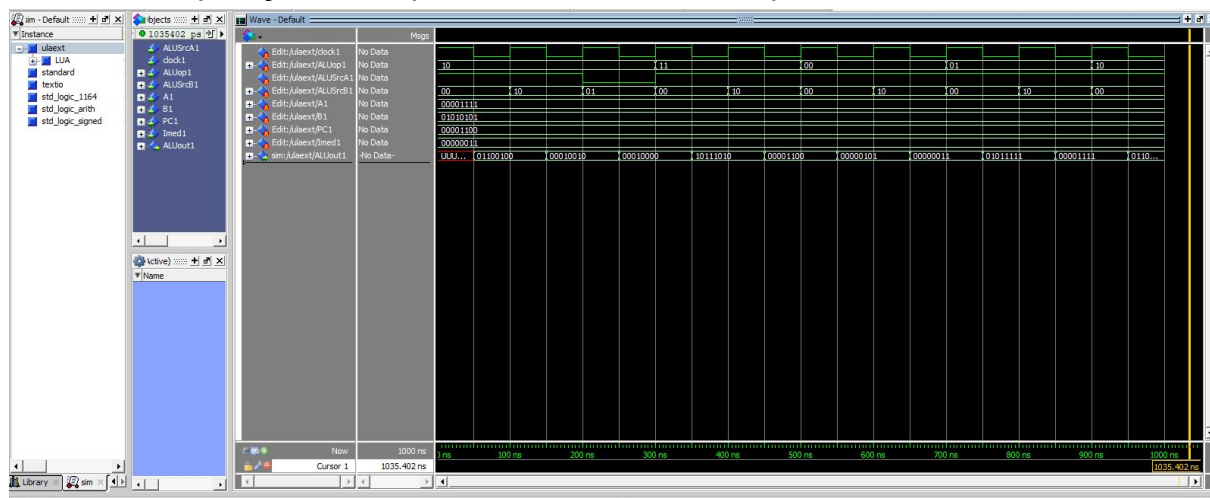 sim - Default
Instance
ulaext
LUA
standard
textio
std_logic_1164
std_logic_arith
std_logic_signed
Library
sim
bjects
1035402 ps
ALUSrcA1
clock1
ALUop1
ALUSrcB1
A1
B1
PC1
Imed1
ALUout1
Name
Wave - Default
Msgs
Edit:/ulaext/clock1 No Data
Edit:/ulaext/ALUop1 No Data 10 11 00 01 10
Edit:/ulaext/ALUSrcA1 No Data
Edit:/ulaext/ALUSrcB1 No Data 00 10 01 00 10 00 10 00 10 00
Edit:/ulaext/A1 No Data 00001111
Edit:/ulaext/B1 No Data 01010101
Edit:/ulaext/PC1 No Data 00001100
Edit:/ulaext/Imed1 No Data 00000011
sim:/ulaext/ALUout1 -No Data- UUU... 01100100 00010010 00010000 10111010 00001100 00000101 00000011 01011111 00001111 0110...
Now 1000 ns
) ns 100 ns 200 ns 300 ns 400 ns 500 ns 600 ns 700 ns 800 ns 900 ns 1000 ns
Cursor 1 1035.402 ns 1035.402 ns